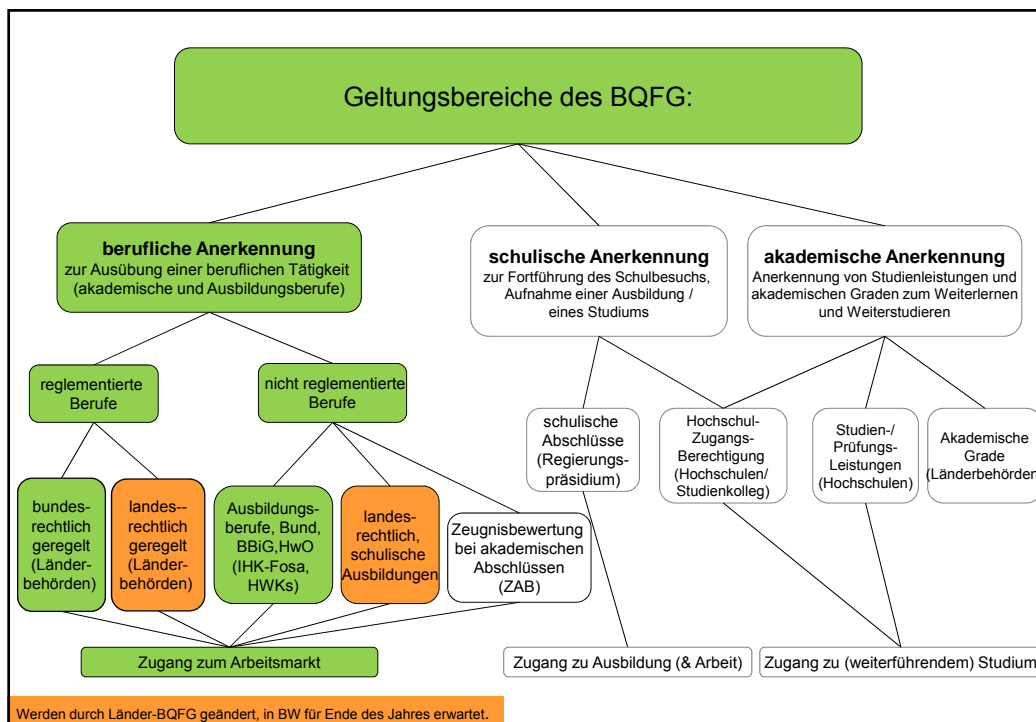 Geltungsbereiche des BQFG:
berufliche Anerkennung
zur Ausübung einer beruflichen Tätigkeit
(akademische und Ausbildungsberufe)
schulische Anerkennung
zur Fortführung des Schulbesuchs,
Aufnahme einer Ausbildung /
eines Studiums
akademische Anerkennung
Anerkennung von Studienleistungen und
akademischen Graden zum Weiterlernen
und Weiterstudieren
reglementierte
Berufe
nicht reglementierte
Berufe
schulische
Abschlüsse
(Regierungs-
präsidium)
Hochschul-
Zugangs-
Berechtigung
(Hochschulen/
Studienkolleg)
Studien-/
Prüfungs-
Leistungen
(Hochschulen)
Akademische
Grade
(Länderbehörden)
bundes-
rechtlich
geregelt
(Länder-
behörden)
landes--
rechtlich
geregelt
(Länder-
behörden)
Ausbildungs-
berufe, Bund,
BBiG,HwO
(IHK-Fosa,
HWKs)
landes-
rechtlich,
schulische
Ausbildungen
Zeugnisbewertung
bei akademischen
Abschlüssen
(ZAB)
Zugang zum Arbeitsmarkt
Zugang zu Ausbildung (& Arbeit)
Zugang zu (weiterführendem) Studium
Werden durch Länder-BQFG geändert, in BW für Ende des Jahres erwartet.